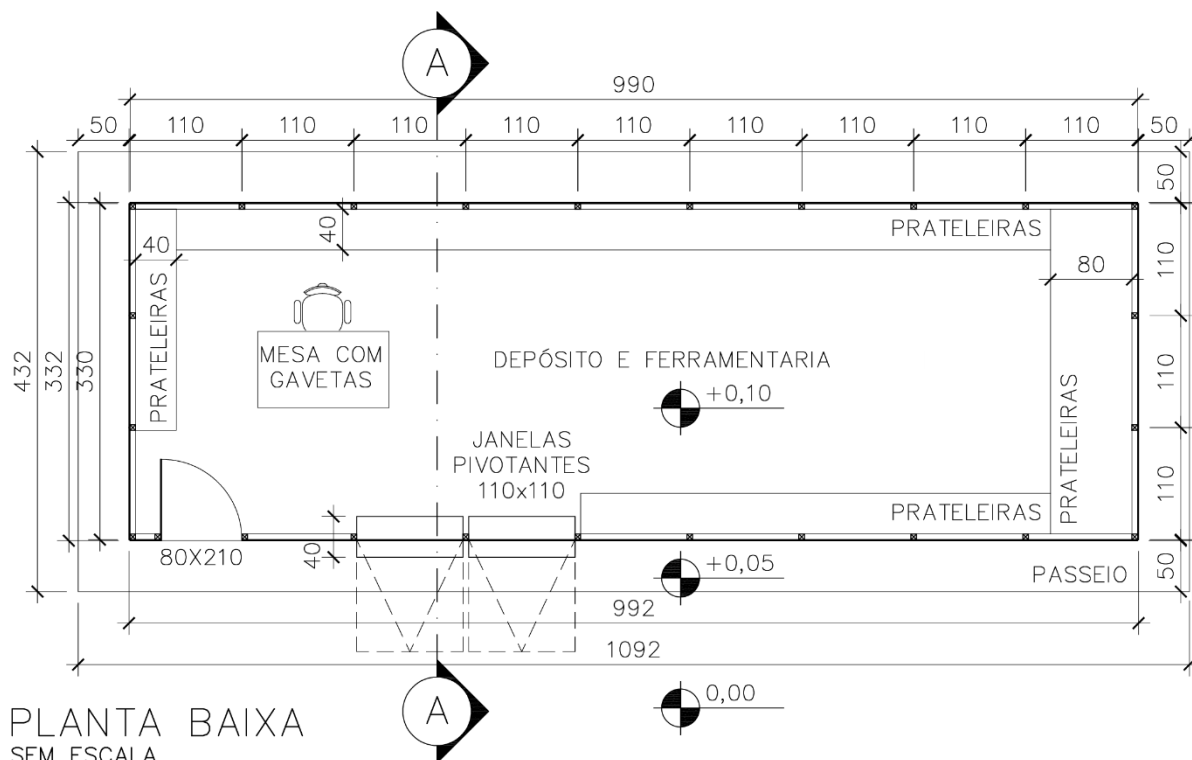 A
990
50 110 110 110 110 110 110 110 110 110 50
50
40
PRATELEIRAS
40
80
110
PRATELEIRAS
MESA COM
GAVETAS
DEPÓSITO E FERRAMENTARIA
+0,10
432
332
330
110
PRATELEIRAS
JANELAS
PIVOTANTES
110x110
PRATELEIRAS
110
80X210
40
+0,05
PASSEIO
50
992
1092
A
0,00
PLANTA BAIXA
SEM ESCALA